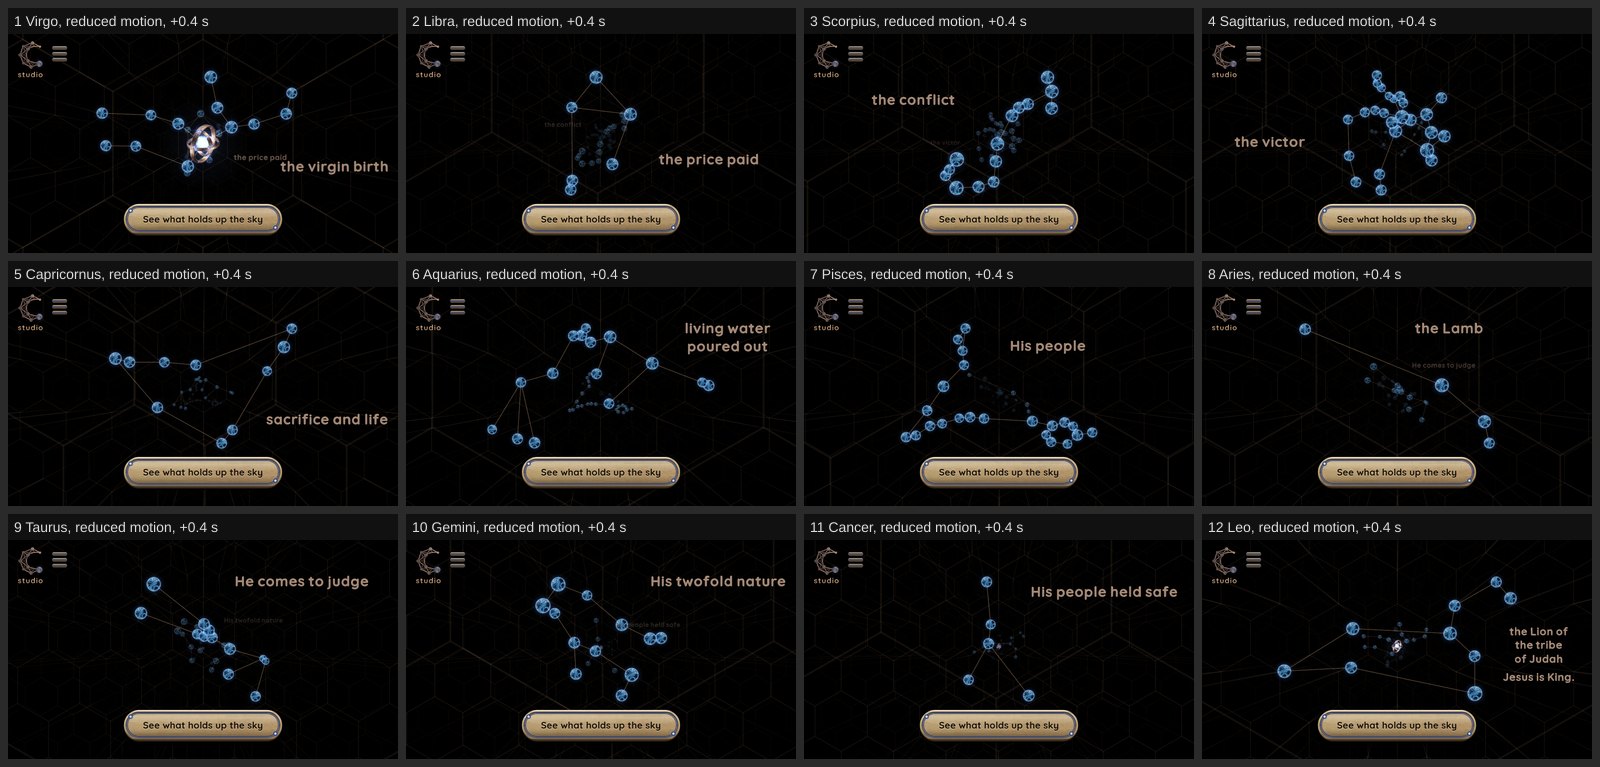 1 Virgo, reduced motion, +0.4 s
studio
the price paid
the virgin birth
See what holds up the sky
2 Libra, reduced motion, +0.4 s
studio
the conflict
the price paid
See what holds up the sky
3 Scorpius, reduced motion, +0.4 s
studio
the conflict
the victor
See what holds up the sky
4 Sagittarius, reduced motion, +0.4 s
studio
the victor
See what holds up the sky
5 Capricornus, reduced motion, +0.4 s
studio
sacrifice and life
See what holds up the sky
6 Aquarius, reduced motion, +0.4 s
studio
living water
poured out
See what holds up the sky
7 Pisces, reduced motion, +0.4 s
studio
His people
See what holds up the sky
8 Aries, reduced motion, +0.4 s
studio
the Lamb
He comes to judge
See what holds up the sky
9 Taurus, reduced motion, +0.4 s
studio
He comes to judge
His twofold nature
See what holds up the sky
10 Gemini, reduced motion, +0.4 s
studio
His twofold nature
people held safe
See what holds up the sky
11 Cancer, reduced motion, +0.4 s
studio
His people held safe
See what holds up the sky
12 Leo, reduced motion, +0.4 s
studio
the Lion of
the tribe
of Judah
Jesus is King.
See what holds up the sky